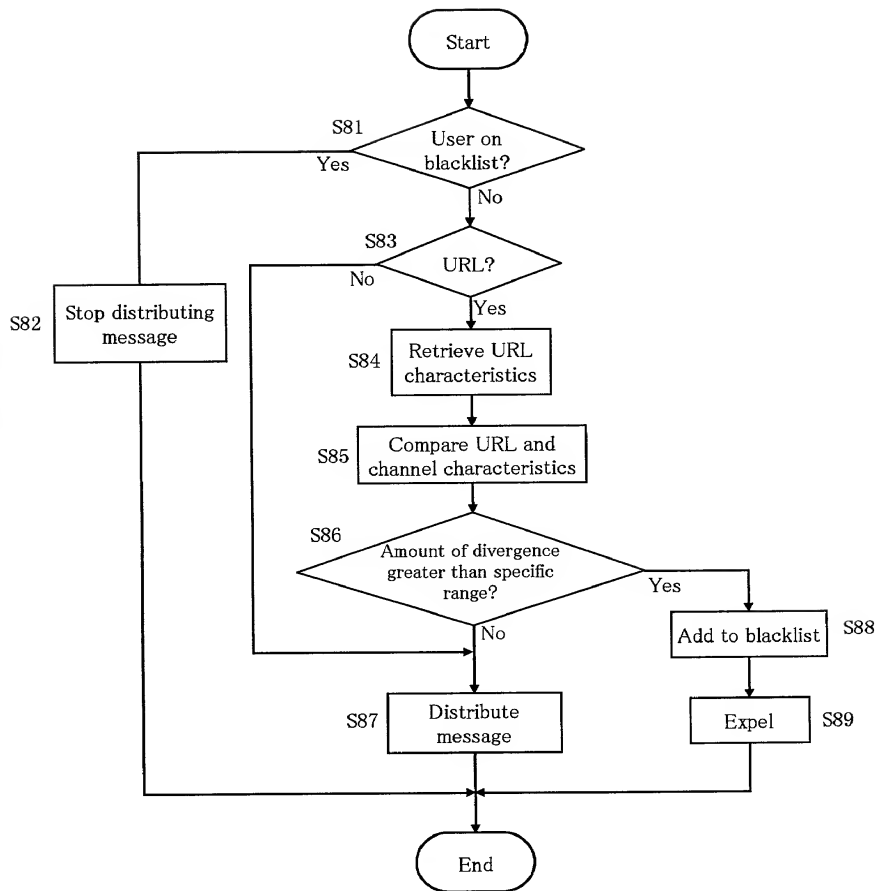 Start
S81
User on
blacklist?
Yes
No
S83
URL?
No
Yes
S82
Stop distributing
message
S84
Retrieve URL
characteristics
S85
Compare URL and
channel characteristics
S86
Amount of divergence
greater than specific
range?
Yes
No
Add to blacklist
S88
S87
Distribute
message
Expel
S89
End